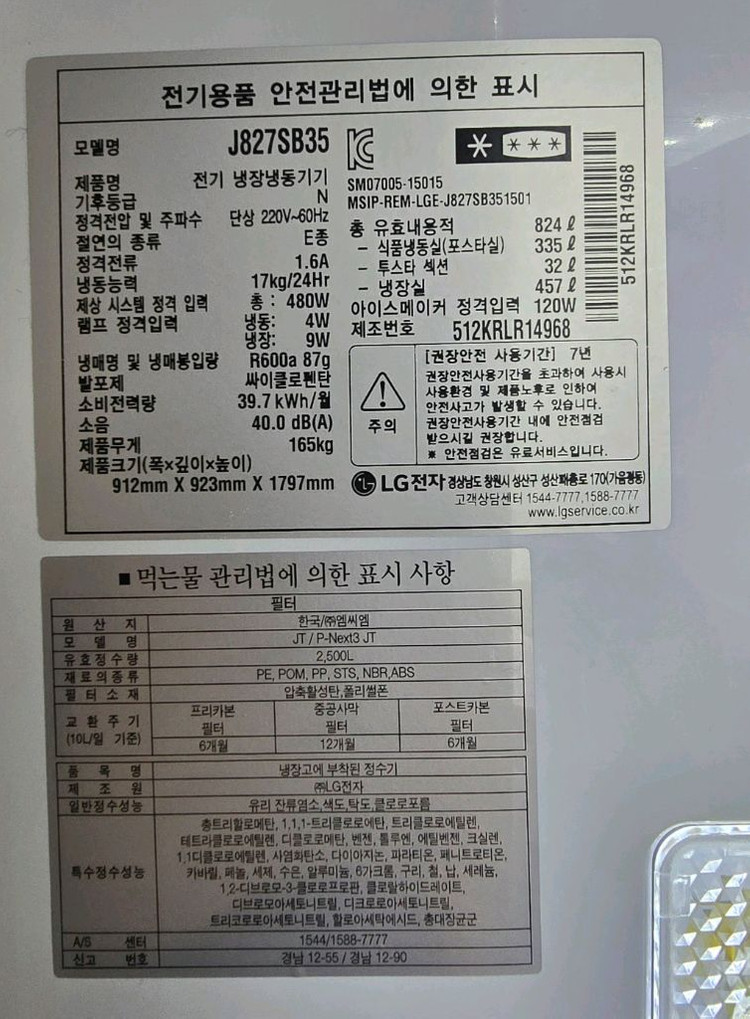 전기용품 안전관리법에 의한 표시
모델명 J827SB35
제품명 전기 냉장냉동기기
기후등급 N
정격전압 및 주파수 단상 220V~60Hz
절연의 종류 E종
정격전류 1.6A
냉동능력 17kg/24Hr
제상 시스템 정격 입력 총 : 480W
램프 정격입력 냉동: 4W
냉장: 9W
냉매명 및 냉매봉입량 R600a 87g
발포제 싸이클로펜탄
소비전력량 39.7 kWh/월
소음 40.0 dB(A)
제품무게 165kg
제품크기(폭×깊이×높이)
912mm X 923mm X 1797mm
SM07005-15015
MSIP-REM-LGE-J827SB351501
총 유효내용적 824 ℓ
– 식품냉동실(포스타실) 335 ℓ
– 투스타 섹션 32 ℓ
– 냉장실 457 ℓ
아이스메이커 정격입력 120W
제조번호 512KRLR14968
512KRLR14968
주의
[권장안전 사용기간] 7년
권장안전사용기간을 초과하여 사용시
사용환경 및 제품노후로 인하여
안전사고가 발생할 수 있습니다.
권장안전사용기간 내에 안전점검
받으시길 권장합니다.
※ 안전점검은 유료서비스입니다.
LG전자 경상남도 창원시 성산구 성산패총로 170(가음정동)
고객상담센터 1544-7777,1588-7777
www.lgservice.co.kr
■ 먹는물 관리법에 의한 표시 사항
필터
원 산 지 한국/㈜엠씨엠
모 델 명 JT / P-Next3 JT
유효정수량 2,500L
재료의종류 PE, POM, PP, STS, NBR,ABS
필터소재 압축활성탄,폴리썰폰
교환주기 (10L/일 기준)
프리카본 필터 중공사막 필터 포스트카본 필터
6개월 12개월 6개월
품 목 명 냉장고에 부착된 정수기
제 조 원 ㈜LG전자
일반정수성능 유리 잔류염소,색도,탁도,클로로포름
특수정수성능 총트리할로메탄, 1,1,1-트리클로로에탄, 트리클로로에틸렌,
테트라클로로에틸렌, 디클로로메탄, 벤젠, 톨루엔, 에틸벤젠, 크실렌,
1,1디클로로에틸렌, 사염화탄소, 다이아지논, 파라티온, 페니트로티온,
카바릴, 페놀, 세제, 수은, 알루미늄, 6가크롬, 구리, 철, 납, 세레늄,
1,2-디브로모-3-클로로프로판, 클로랄하이드레이트,
디브로모아세토니트릴, 디크로로아세토니트릴,
트리코로로아세토니트릴, 할로아세틱에시드, 총대장균군
A/S 센터 1544/1588-7777
신고 번호 경남 12-55 / 경남 12-90